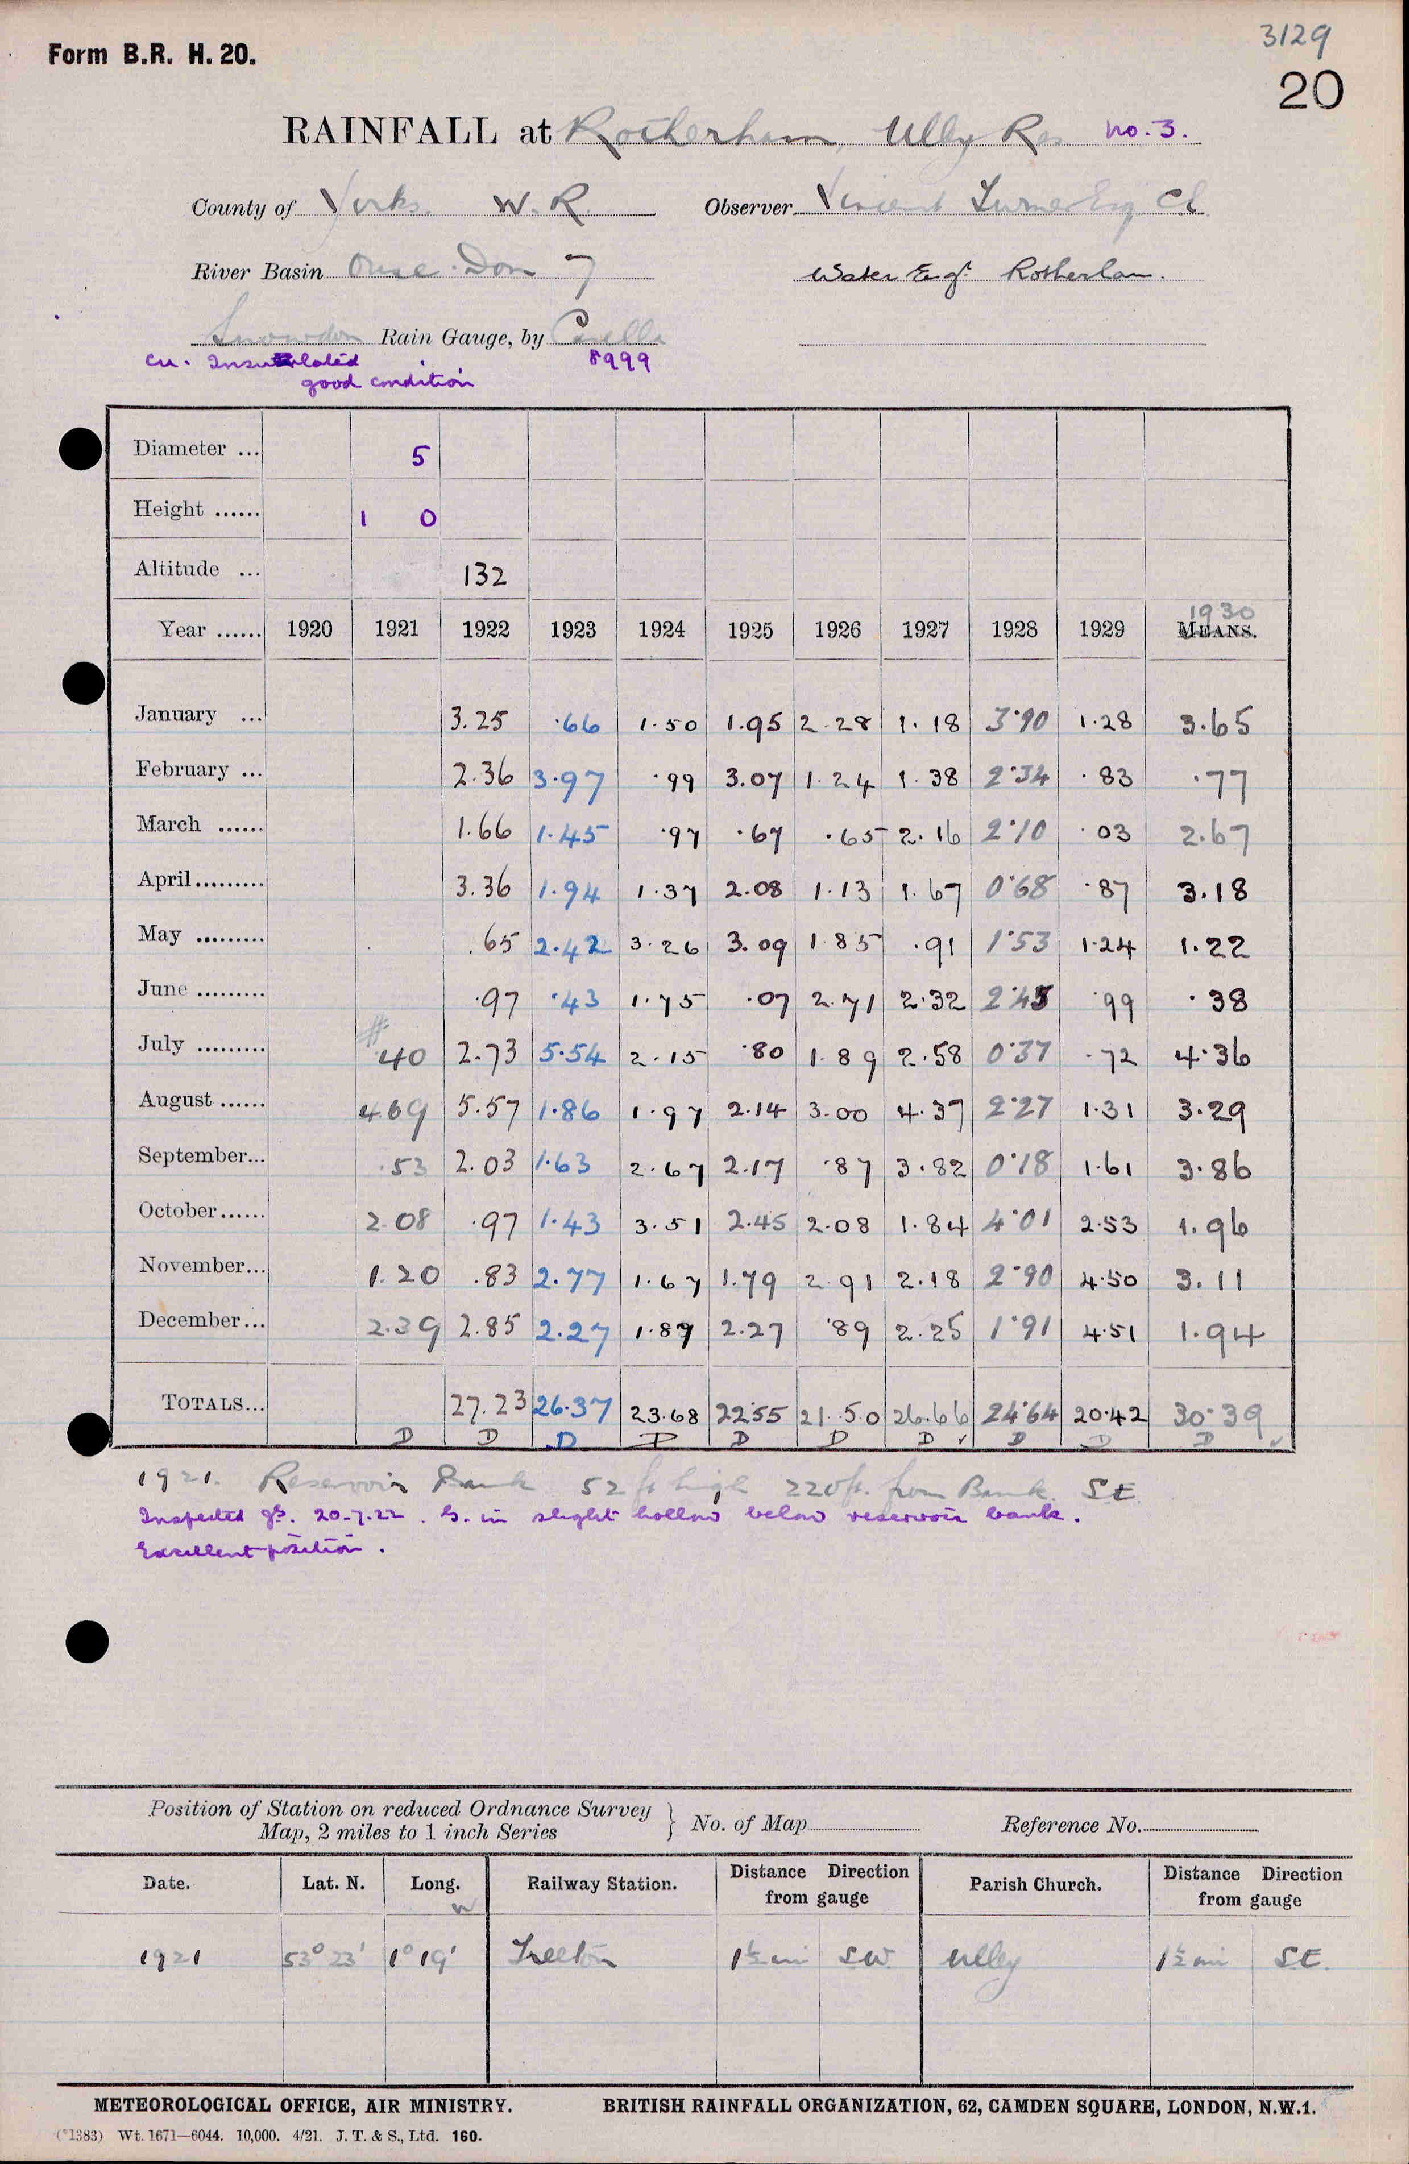 3129
Form B.R. H. 20.
20
RAINFALL at Rotherham, Ulley Res no. 3.
County of Yorks. W. R. Observer Vincent Turner Esq CE
River Basin Ouse. Don 7 Water Engr Rotherham.
Snowdon Rain Gauge, by Casella
cu. Insulated 8999
good condition
Diameter ... 5
Height ...... 1 0
Altitude ... 132
1930
Year ...... 1920 1921 1922 1923 1924 1925 1926 1927 1928 1929 MEANS.
January ... 3.25 .66 1.50 1.95 2.28 1.18 3.90 1.28 3.65
February ... 2.36 3.97 .99 3.07 1.24 1.38 2.34 .83 .77
March ...... 1.66 1.45 .97 .67 .65 2.16 2.10 .03 2.67
April......... 3.36 1.94 1.37 2.08 1.13 1.67 0.68 .87 3.18
May ......... .65 2.42 3.26 3.09 1.85 .91 1.53 1.24 1.22
June ......... .97 .43 1.75 .07 2.71 2.32 2.45 .99 .38
July ......... # .40 2.73 5.54 2.15 .80 1.89 2.58 0.37 .72 4.36
August ...... 4.69 5.57 1.86 1.97 2.14 3.00 4.37 2.27 1.31 3.29
September... .53 2.03 1.63 2.67 2.17 .87 3.82 0.18 1.61 3.86
October...... 2.08 .97 1.43 3.51 2.45 2.08 1.84 4.01 2.53 1.96
November... 1.20 .83 2.77 1.67 1.79 2.91 2.18 2.90 4.50 3.11
December... 2.39 2.85 2.27 1.87 2.27 .89 2.25 1.91 4.51 1.94
TOTALS... 27.23 26.37 23.68 22.55 21.50 26.66 24.64 20.42 30.39
D D D D D D D ✓ D D D ✓
1921. Reservoir Bank 52 ft high 220ft. from Bank. SE
Inspected 20.7.22. G. in slight hollow below reservoir bank.
Excellent position.
Position of Station on reduced Ordnance Survey
Map, 2 miles to 1 inch Series } No. of Map Reference No.
Date. Lat. N. Long. W Railway Station. Distance from gauge Direction Parish Church. Distance from gauge Direction
1921 53° 23' 1° 19' Treeton 1½ mi SW Ulley 1½ mi SE.
METEOROLOGICAL OFFICE, AIR MINISTRY. BRITISH RAINFALL ORGANIZATION, 62, CAMDEN SQUARE, LONDON, N.W.1.
(*1383) Wt. 1671—6044. 10,000. 4/21. J. T. & S., Ltd. 160.